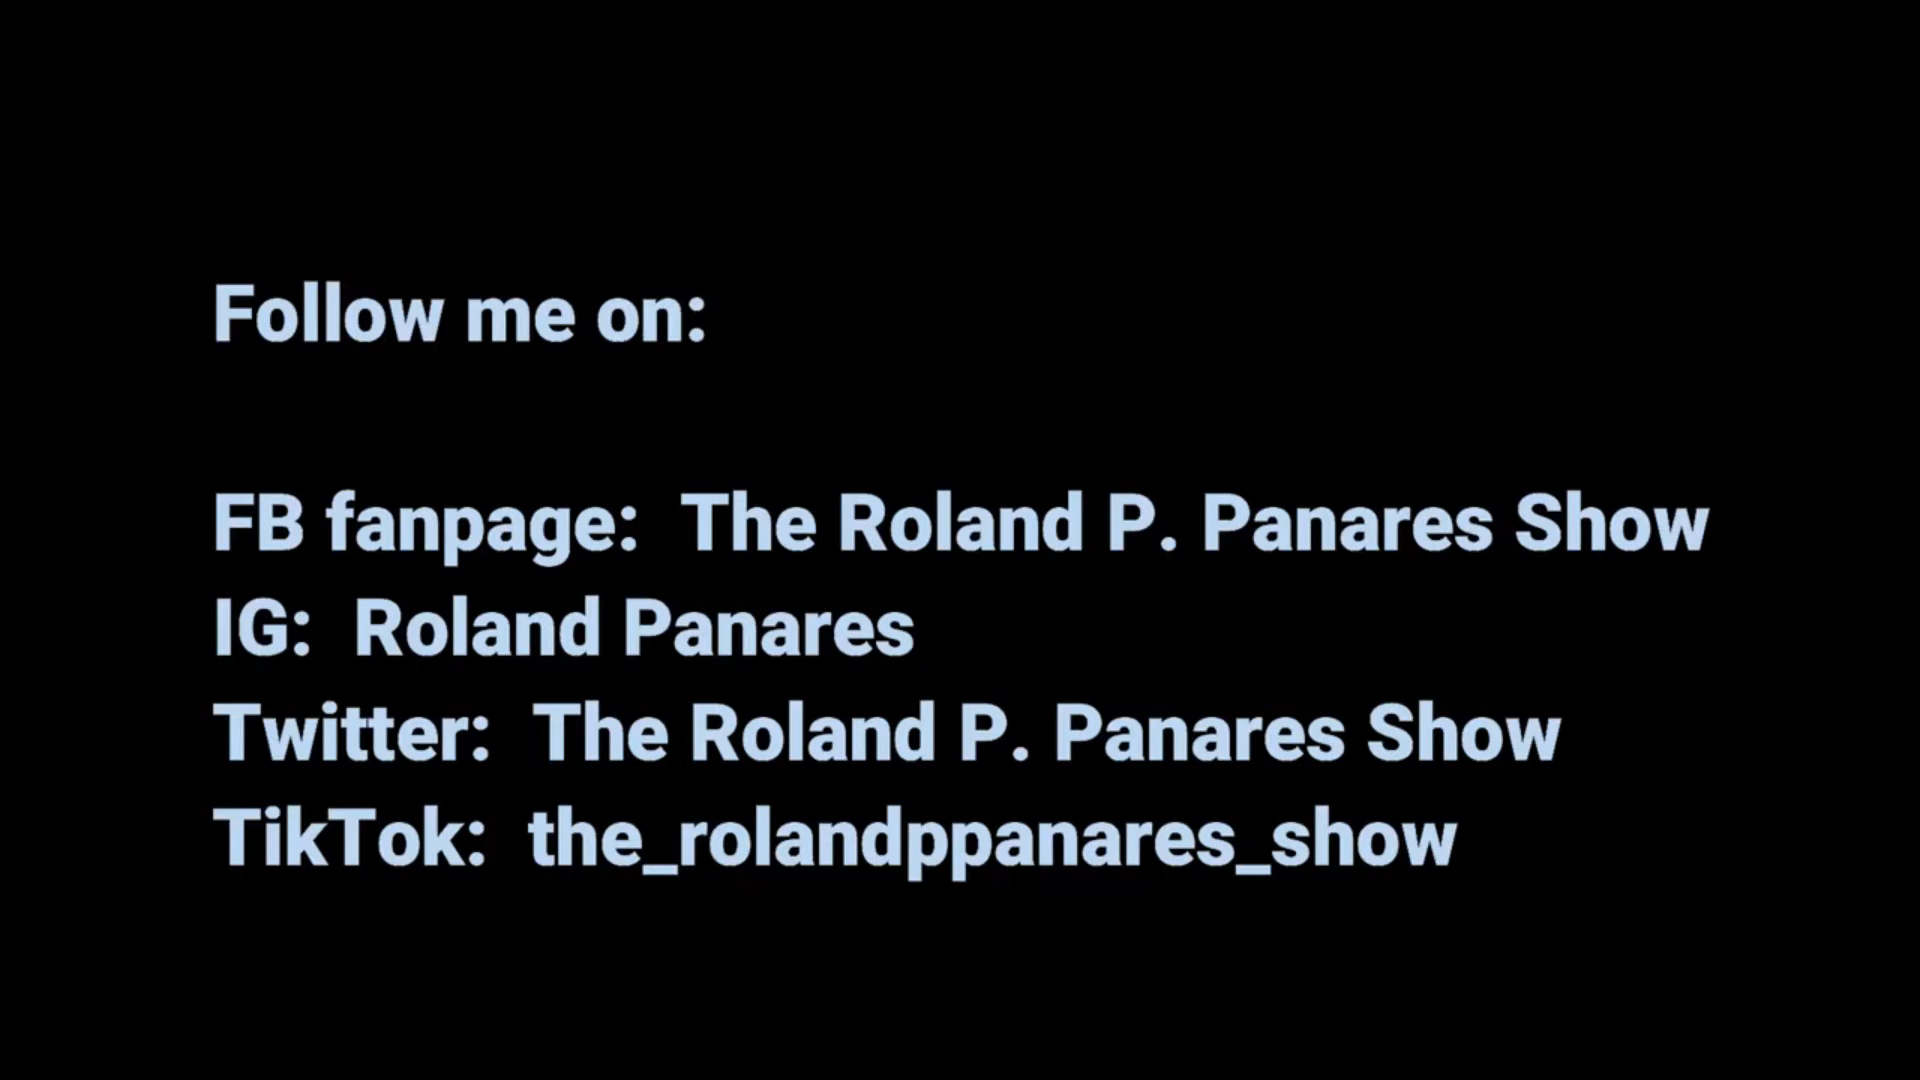 Follow me on:
FB fanpage:  The Roland P. Panares Show
IG:  Roland Panares
Twitter:  The Roland P. Panares Show
TikTok:  the_rolandppanares_show